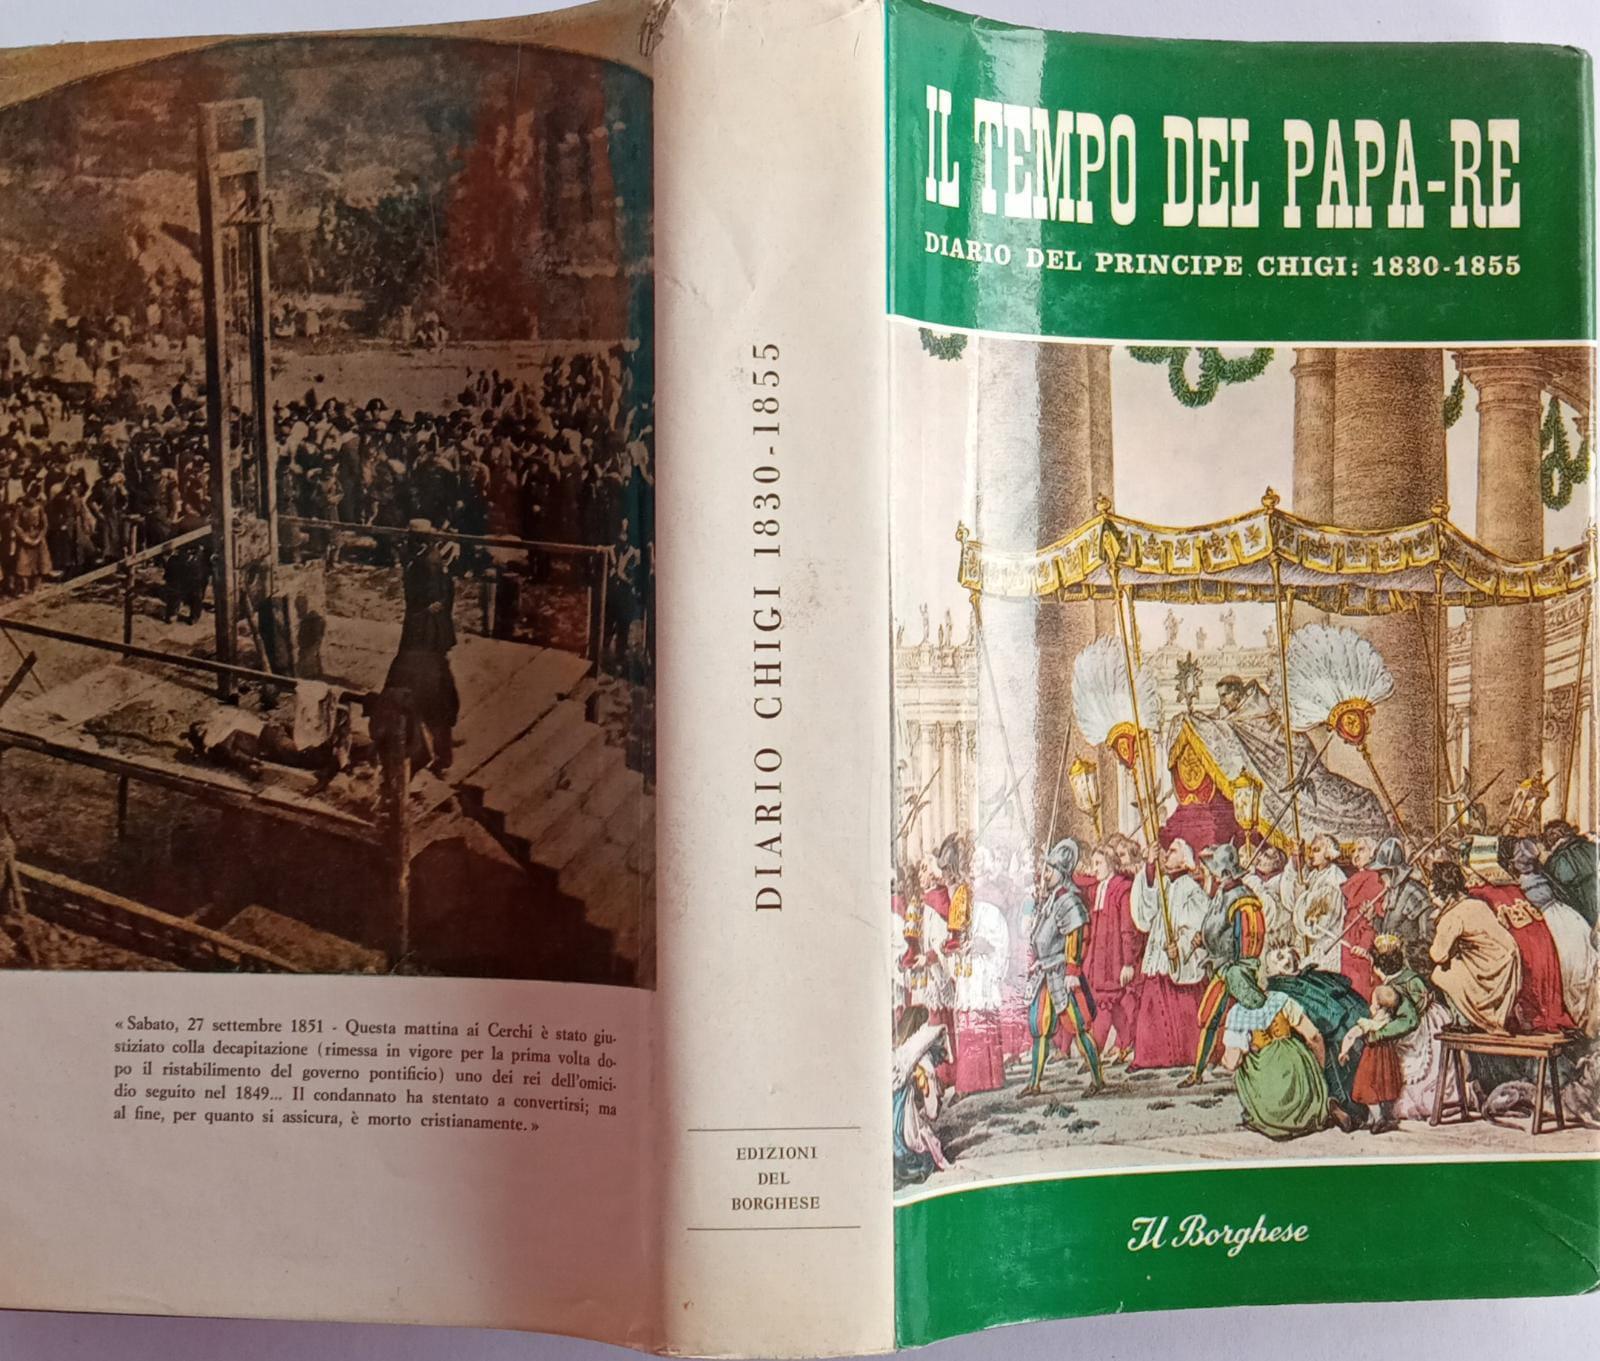 « Sabato, 27 settembre 1851 - Questa mattina ai Cerchi è stato giu-
stiziato colla decapitazione (rimessa in vigore per la prima volta do-
po il ristabilimento del governo pontificio) uno dei rei dell'omici-
dio seguito nel 1849... Il condannato ha stentato a convertirsi; ma
al fine, per quanto si assicura, è morto cristianamente. »
DIARIO CHIGI 1830-1855
EDIZIONI
DEL
BORGHESE
IL TEMPO DEL PAPA-RE
DIARIO DEL PRINCIPE CHIGI: 1830-1855
Il Borghese